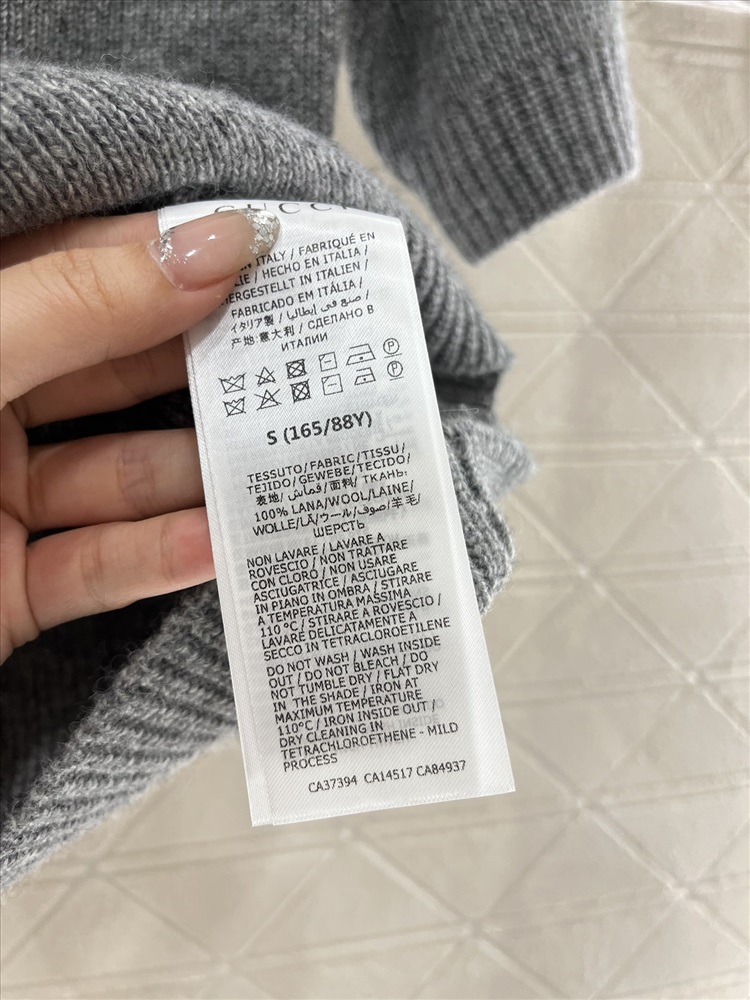 GUCCI
ITALY / FABRIQUÉ EN
/ HECHO EN ITALIA /
HERGESTELLT IN ITALIEN /
FABRICADO EM ITÁLIA /
イタリア製 / صنع في إيطاليا /
产地:意大利 / СДЕЛАНО В
ИТАЛИИ
S (165/88Y)
TESSUTO/FABRIC/TISSU/
TEJIDO/GEWEBE/TECIDO/
表地/ قماش/ 面料/ ТКАНЬ:
100% LANA/WOOL/LAINE/
WOLLE/LÃ/ウール/صوف/羊毛/
ШЕРСТЬ
NON LAVARE / LAVARE A
ROVESCIO / NON TRATTARE
CON CLORO / NON USARE
ASCIUGATRICE / ASCIUGARE
IN PIANO IN OMBRA / STIRARE
A TEMPERATURA MASSIMA
110 °C / STIRARE A ROVESCIO /
LAVARE DELICATAMENTE A
SECCO IN TETRACLOROETILENE
DO NOT WASH / WASH INSIDE
OUT / DO NOT BLEACH / DO
NOT TUMBLE DRY / FLAT DRY
IN THE SHADE / IRON AT
MAXIMUM TEMPERATURE
110°C / IRON INSIDE OUT /
DRY CLEANING IN
TETRACHLOROETHENE - MILD
PROCESS
CA37394 CA14517 CA84937